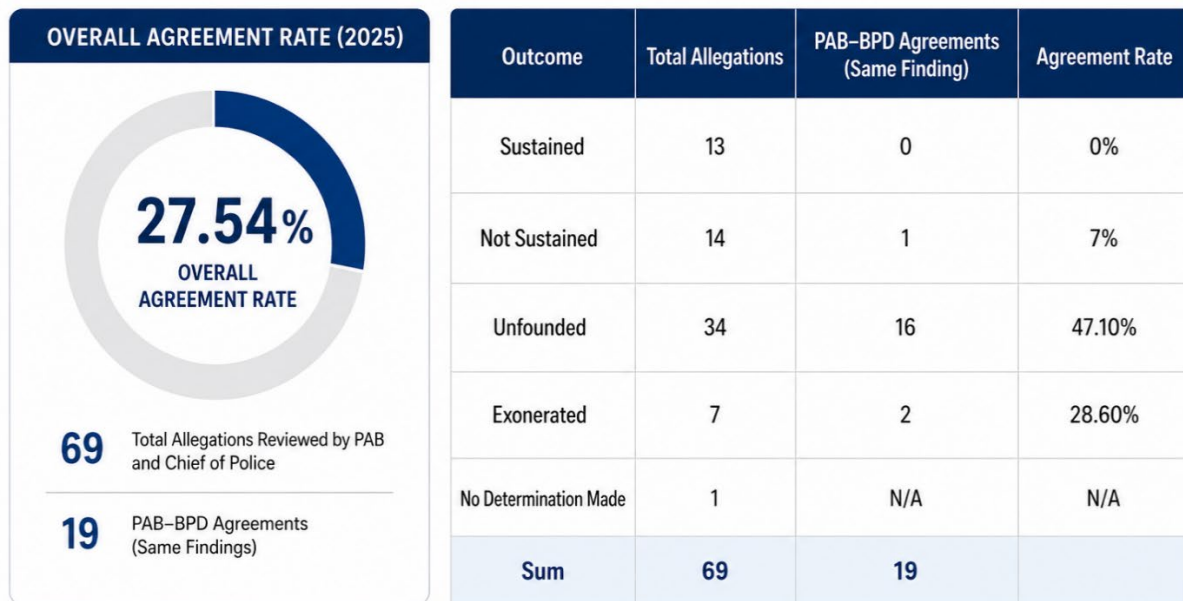 OVERALL AGREEMENT RATE (2025)
27.54%
OVERALL
AGREEMENT RATE
69 Total Allegations Reviewed by PAB
and Chief of Police
19 PAB–BPD Agreements
(Same Findings)
Outcome Total Allegations PAB–BPD Agreements
(Same Finding) Agreement Rate
Sustained 13 0 0%
Not Sustained 14 1 7%
Unfounded 34 16 47.10%
Exonerated 7 2 28.60%
No Determination Made 1 N/A N/A
Sum 69 19